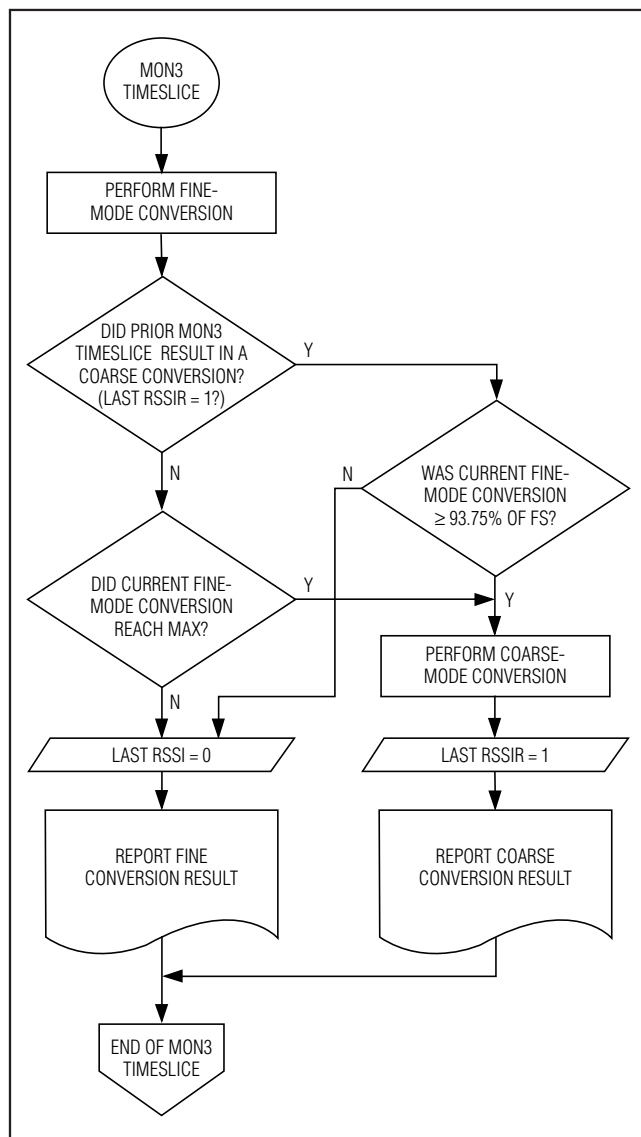 MON3
TIMESLICE
PERFORM FINE-
MODE CONVERSION
DID PRIOR MON3
TIMESLICE RESULT IN A
COARSE CONVERSION?
(LAST RSSIR = 1?)
Y
N
N
WAS CURRENT FINE-
MODE CONVERSION
≥ 93.75% OF FS?
DID CURRENT FINE-
MODE CONVERSION
REACH MAX?
Y
Y
N
PERFORM COARSE-
MODE CONVERSION
LAST RSSI = 0
LAST RSSIR = 1
REPORT FINE
CONVERSION RESULT
REPORT COARSE
CONVERSION RESULT
END OF MON3
TIMESLICE